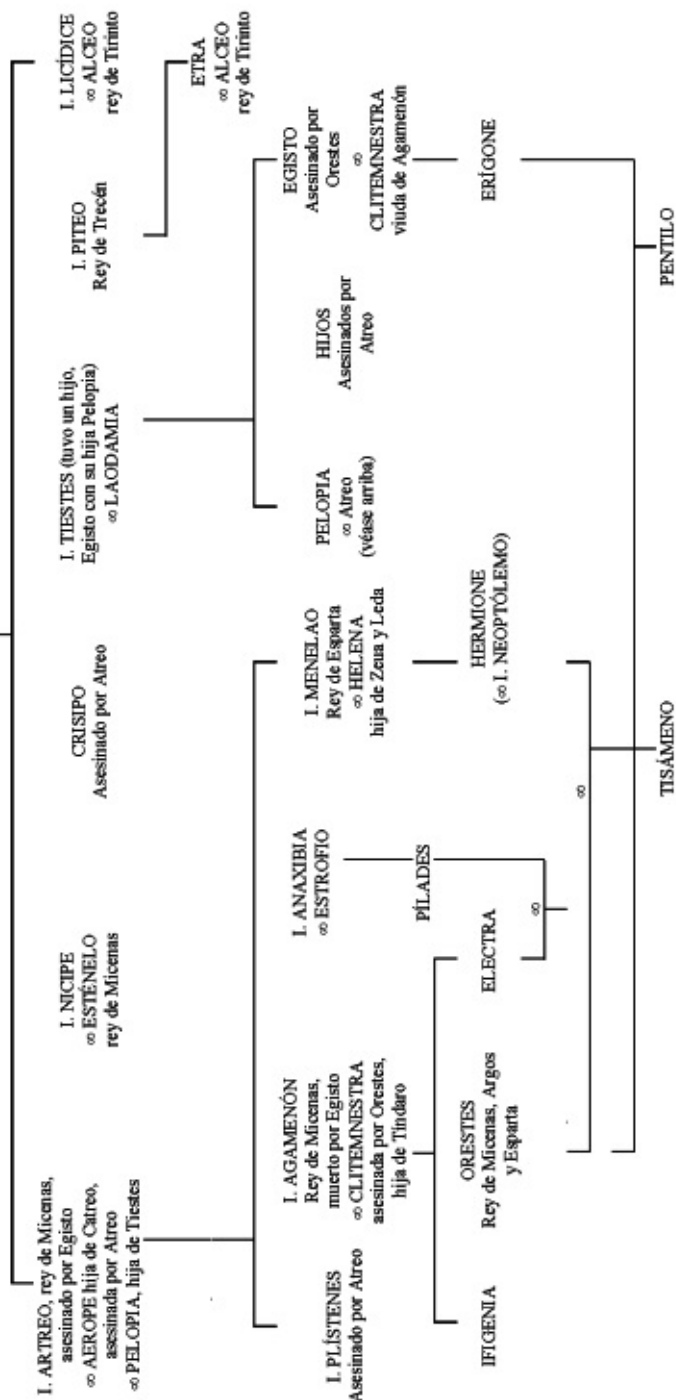 I. ARTREO, rey de Micenas,
asesinado por Egisto
∞ AEROPE hija de Catreo,
asesinada por Atreo
∞ PELOPIA, hija de Tiestes
I. NICIPE
∞ ESTÉNELO
rey de Micenas
CRISIPO
Asesinado por Atreo
I. TIESTES (tuvo un hijo,
Egisto con su hija Pelopia)
∞ LAODAMIA
I. PITEO
Rey de Trecén
I. LICÍDICE
∞ ALCEO
rey de Tirinto
ETRA
∞ ALCEO
rey de Tirinto
I. PLÍSTENES
Asesinado por Atreo
I. AGAMENÓN
Rey de Micenas,
muerto por Egisto
∞ CLITEMNESTRA
asesinada por Orestes,
hija de Tíndaro
I. ANAXIBIA
∞ ESTROFIO
I. MENELAO
Rey de Esparta
∞ HELENA
hija de Zeua y Leda
PELOPIA
∞ Atreo
(véase arriba)
HIJOS
Asesinados por
Atreo
EGISTO
Asesinado por
Orestes
∞
CLITEMNESTRA
viuda de Agamenón
IFIGENIA
ORESTES
Rey de Micenas, Argos
y Esparta
ELECTRA
PÍLADES
∞
HERMIONE
(∞ I. NEOPTÓLEMO)
ERÍGONE
∞
TISÁMENO
PENTILO